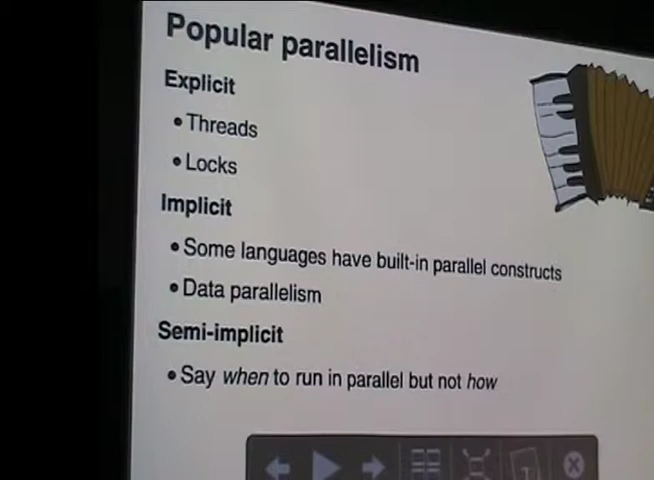 Popular parallelism
Explicit
• Threads
• Locks
Implicit
• Some languages have built-in parallel constructs
• Data parallelism
Semi-implicit
• Say when to run in parallel but not how